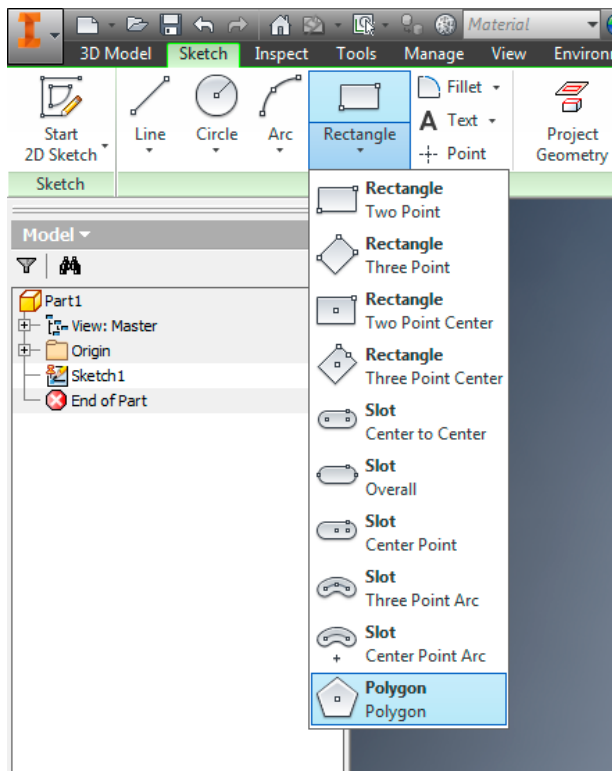 Material
3D Model Sketch Inspect Tools Manage View Environ
Start
2D Sketch
Line
Circle
Arc
Rectangle
Fillet
Text
Point
Project
Geometry
Sketch
Model
Part1
View: Master
Origin
Sketch1
End of Part
Rectangle
Two Point
Rectangle
Three Point
Rectangle
Two Point Center
Rectangle
Three Point Center
Slot
Center to Center
Slot
Overall
Slot
Center Point
Slot
Three Point Arc
Slot
Center Point Arc
Polygon
Polygon